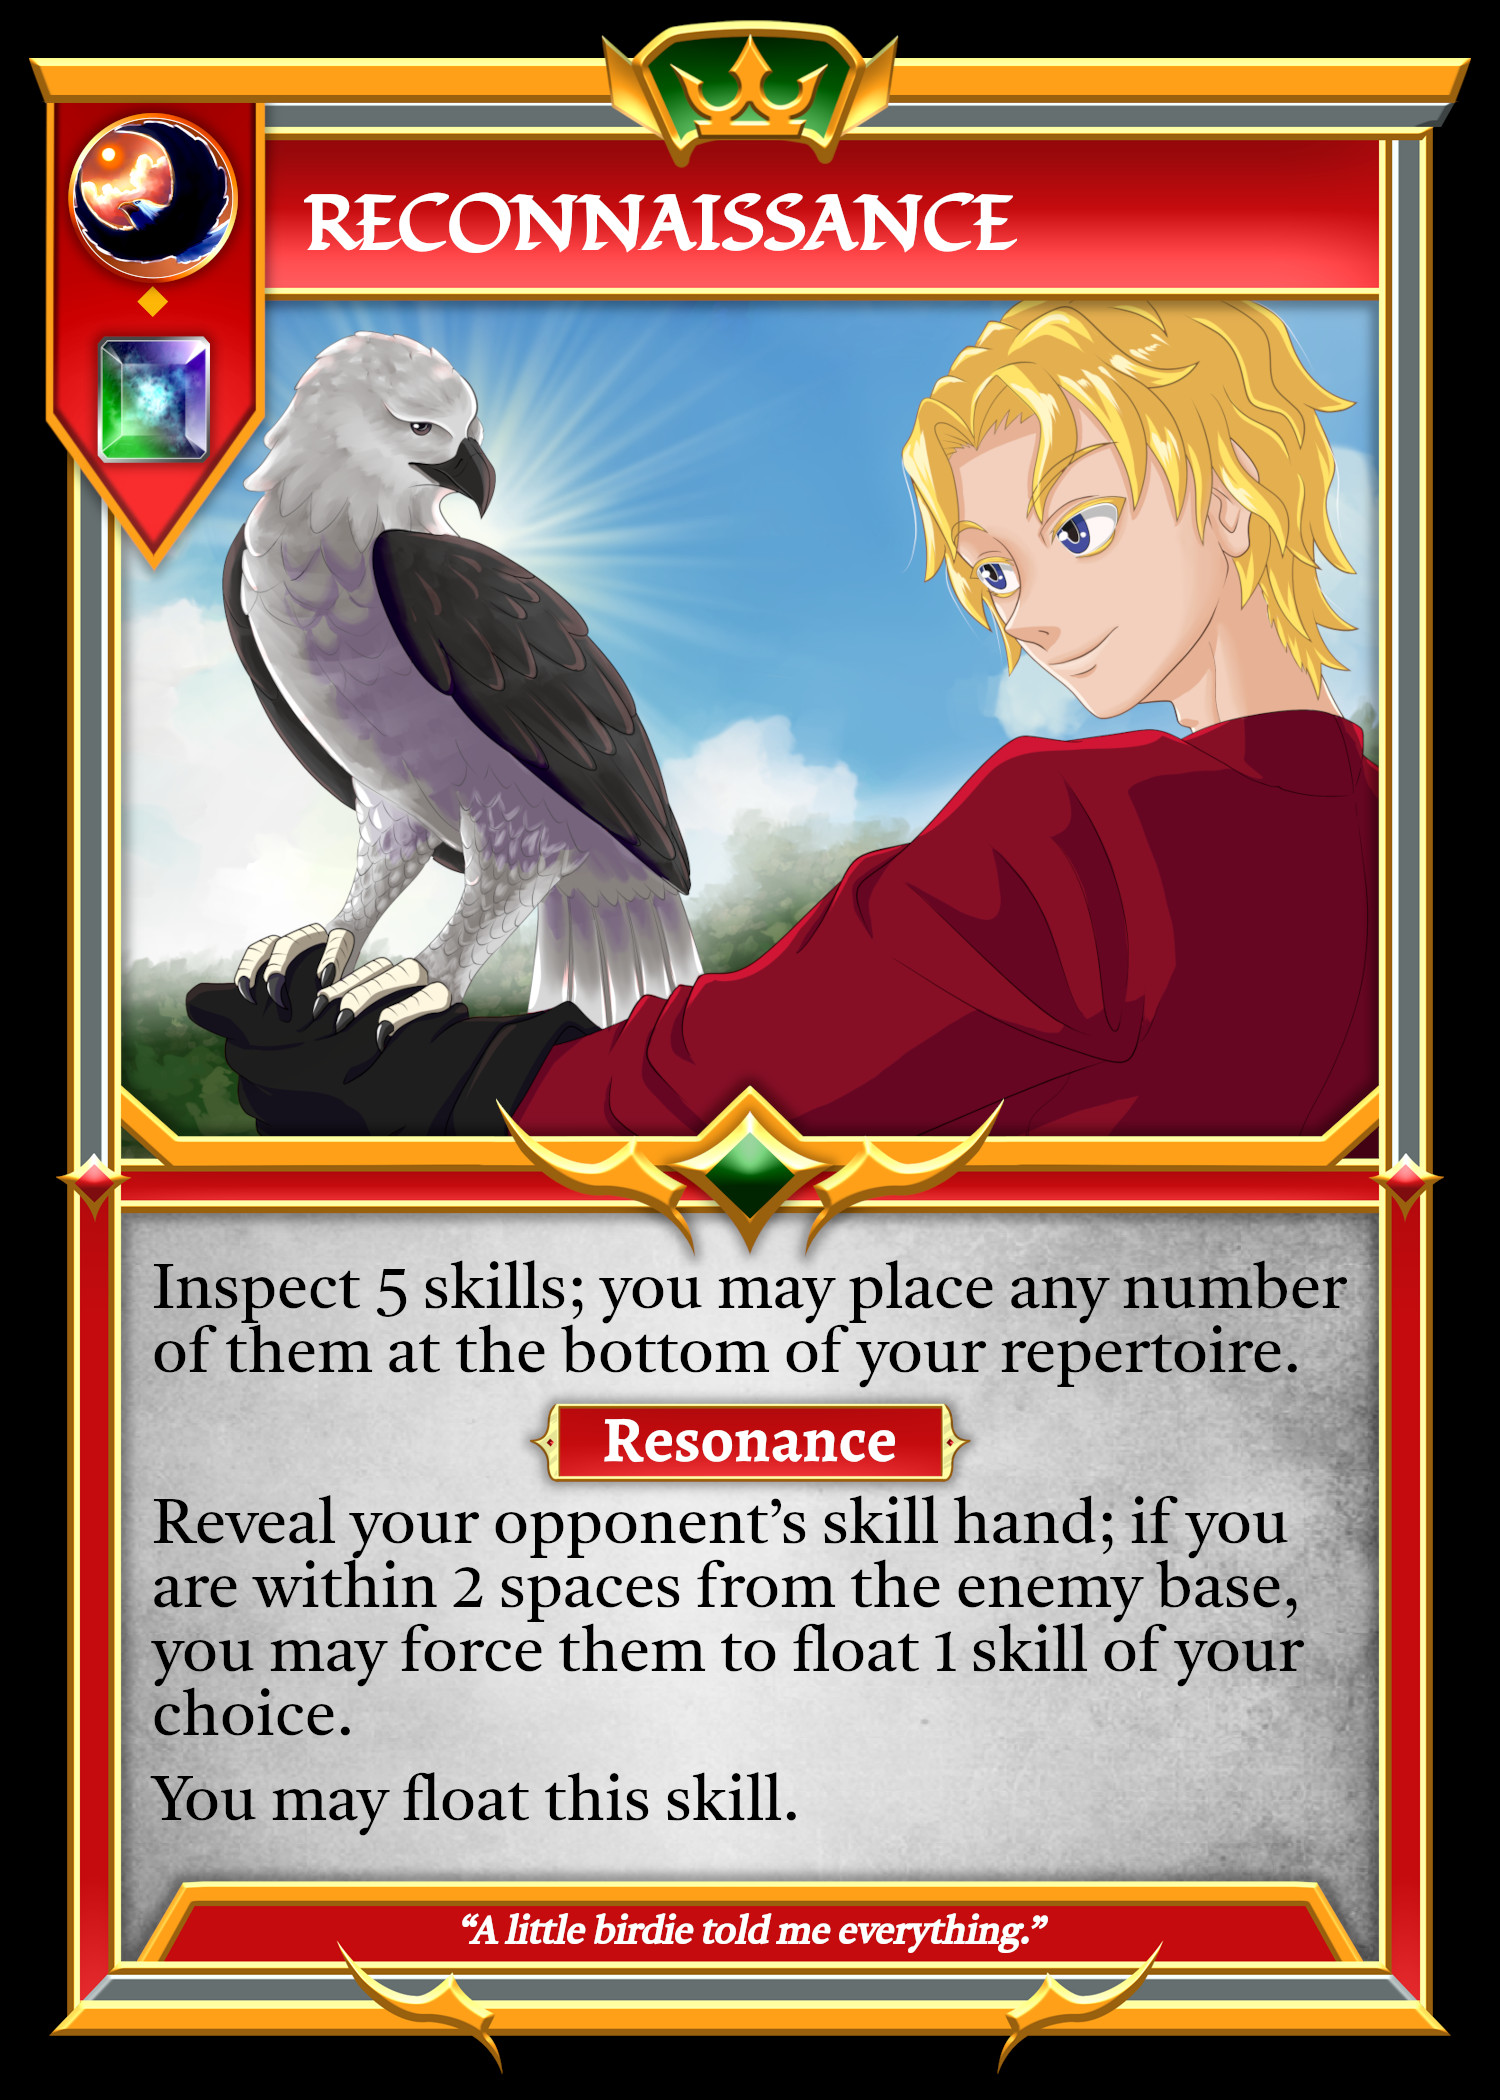 RECONNAISSANCE
Inspect 5 skills; you may place any number
of them at the bottom of your repertoire.
Resonance
Reveal your opponent’s skill hand; if you
are within 2 spaces from the enemy base,
you may force them to float 1 skill of your
choice.
You may float this skill.
“A little birdie told me everything.”